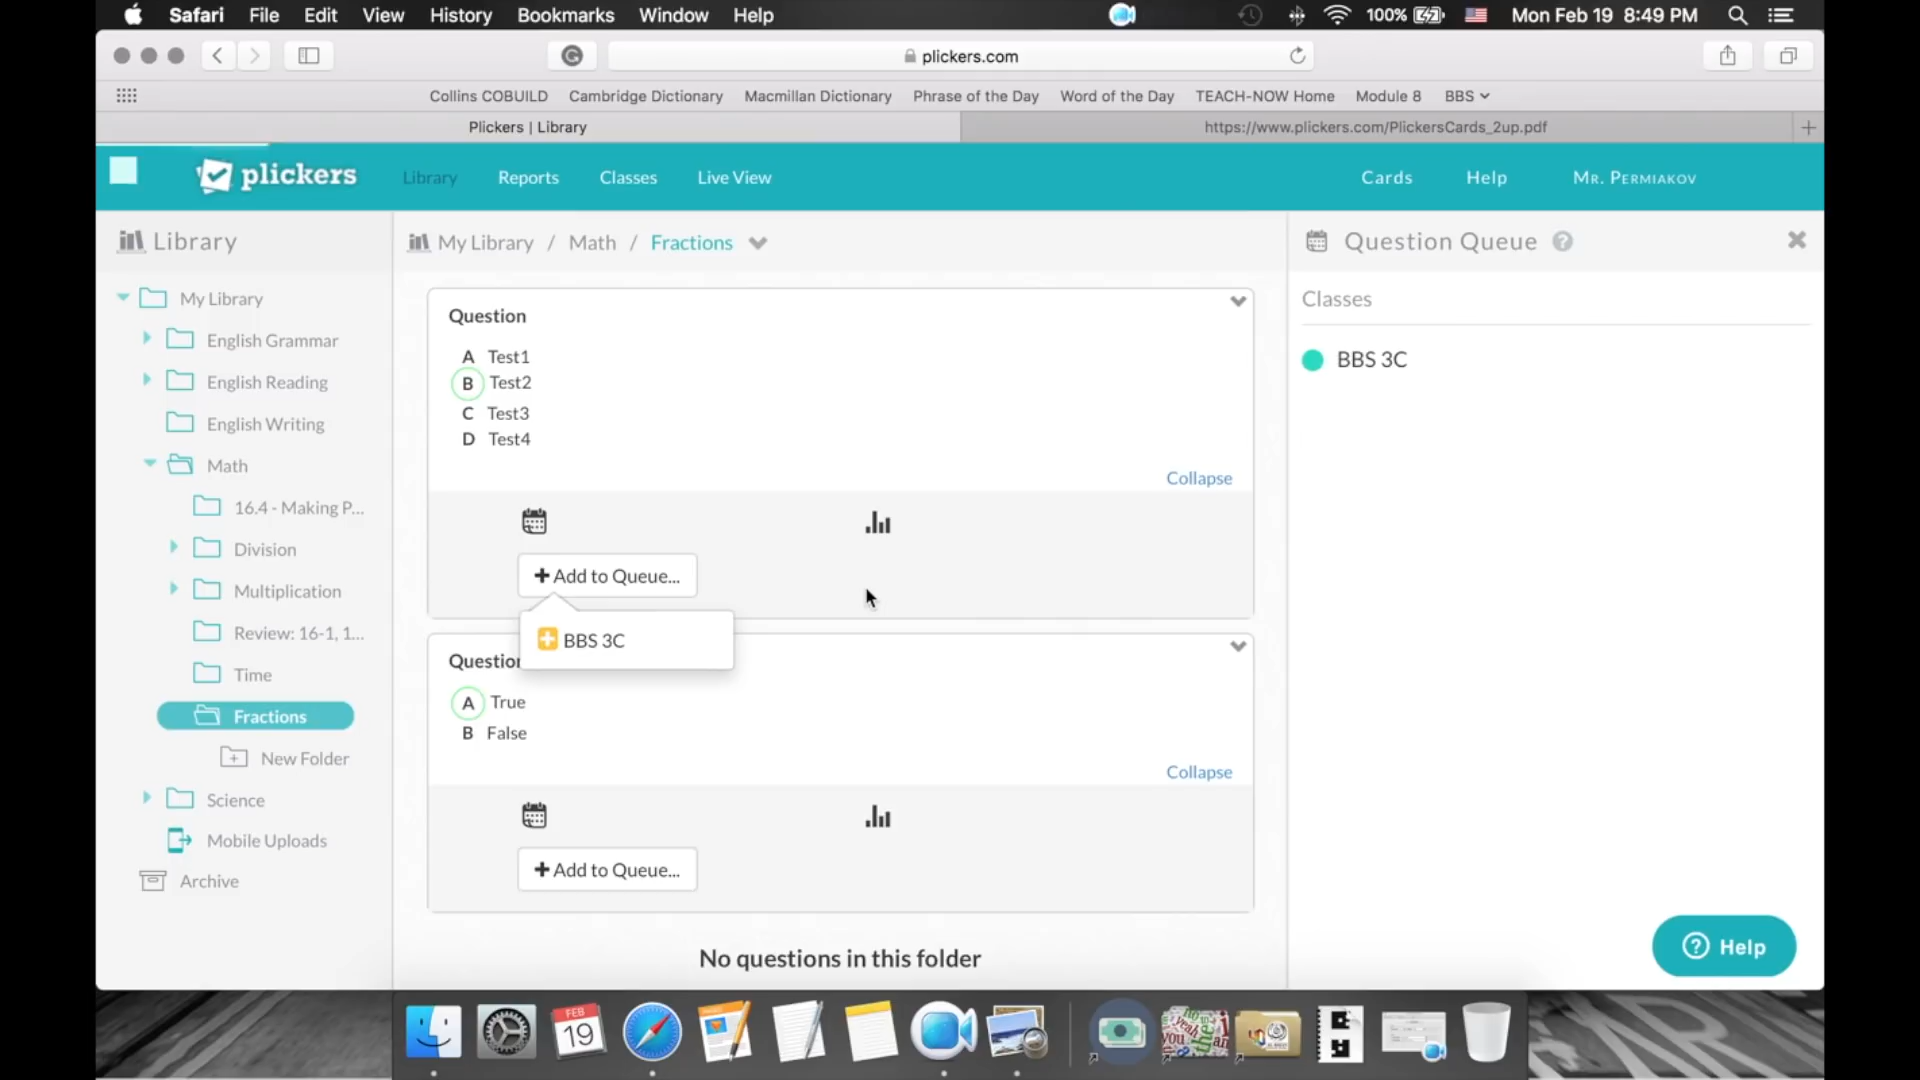 Safari File Edit View History Bookmarks Window Help 100% Mon Feb 19 8:49 PM
plickers.com
Collins COBUILD Cambridge Dictionary Macmillan Dictionary Phrase of the Day Word of the Day TEACH-NOW Home Module 8 BBS
Plickers | Library https://www.plickers.com/PlickersCards_2up.pdf
plickers Library Reports Classes Live View Cards Help Mr. Permiakov
Library
My Library
English Grammar
English Reading
English Writing
Math
16.4 - Making P...
Division
Multiplication
Review: 16-1, 1...
Time
Fractions
New Folder
Science
Mobile Uploads
Archive
My Library / Math / Fractions
Question
A Test1
B Test2
C Test3
D Test4
Collapse
Add to Queue...
BBS 3C
Question
A True
B False
Collapse
Add to Queue...
No questions in this folder
Question Queue ?
Classes
BBS 3C
? Help
FEB
19